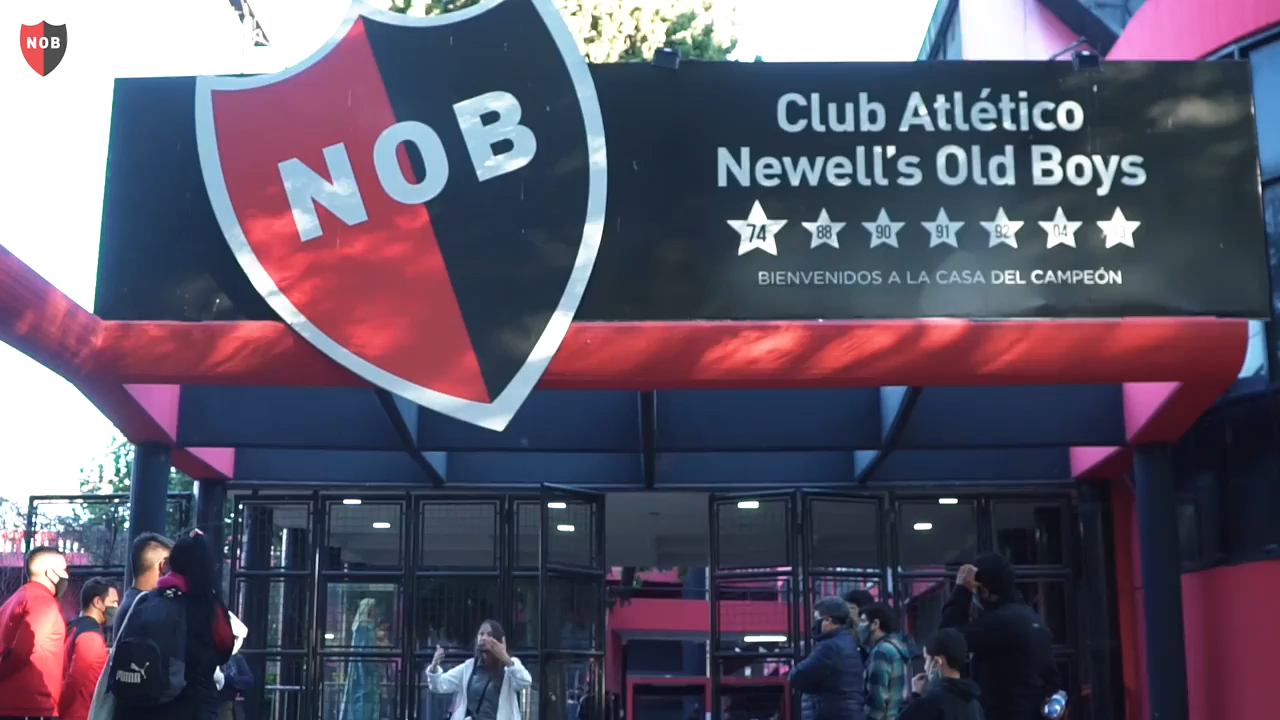 NOB
NOB
Club Atlético
Newell's Old Boys
74 88 90 91 92 04 13
BIENVENIDOS A LA CASA DEL CAMPEÓN
PUMA